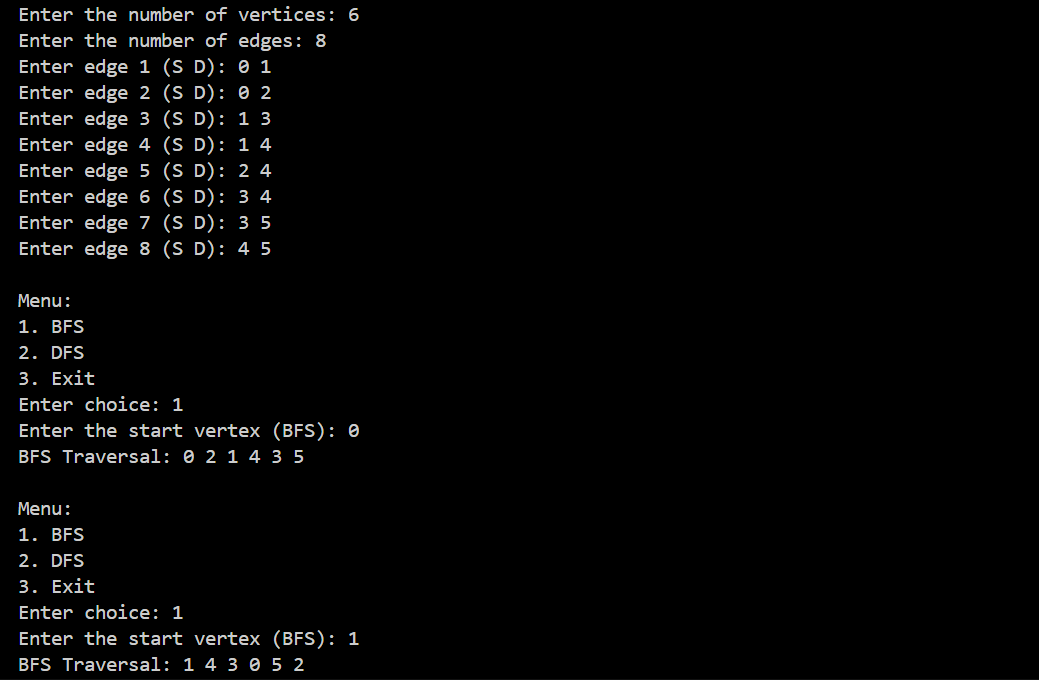 Enter the number of vertices: 6
Enter the number of edges: 8
Enter edge 1 (S D): 0 1
Enter edge 2 (S D): 0 2
Enter edge 3 (S D): 1 3
Enter edge 4 (S D): 1 4
Enter edge 5 (S D): 2 4
Enter edge 6 (S D): 3 4
Enter edge 7 (S D): 3 5
Enter edge 8 (S D): 4 5

Menu:
1. BFS
2. DFS
3. Exit
Enter choice: 1
Enter the start vertex (BFS): 0
BFS Traversal: 0 2 1 4 3 5

Menu:
1. BFS
2. DFS
3. Exit
Enter choice: 1
Enter the start vertex (BFS): 1
BFS Traversal: 1 4 3 0 5 2